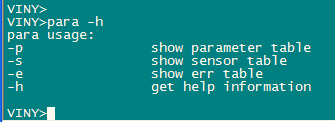 VINY>
VINY>para -h
para usage:
-p                show parameter table
-s                show sensor table
-e                show err table
-h                get help information

VINY>